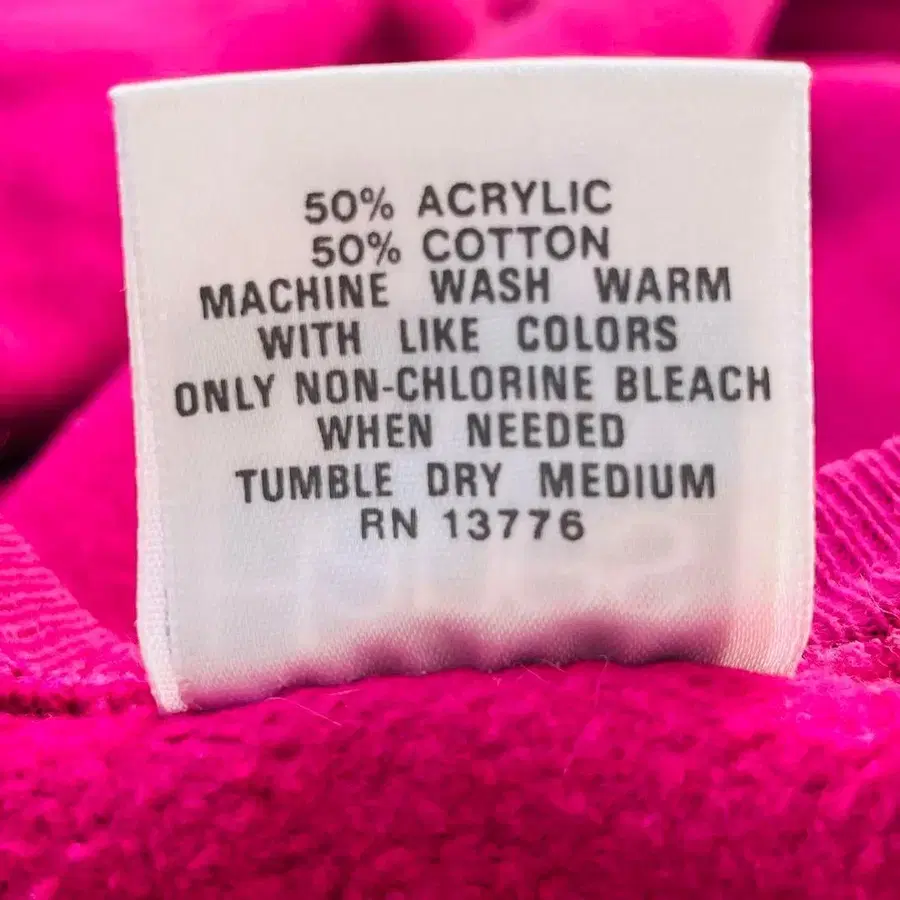 50% ACRYLIC
50% COTTON
MACHINE WASH WARM
WITH LIKE COLORS
ONLY NON-CHLORINE BLEACH
WHEN NEEDED
TUMBLE DRY MEDIUM
RN 13776